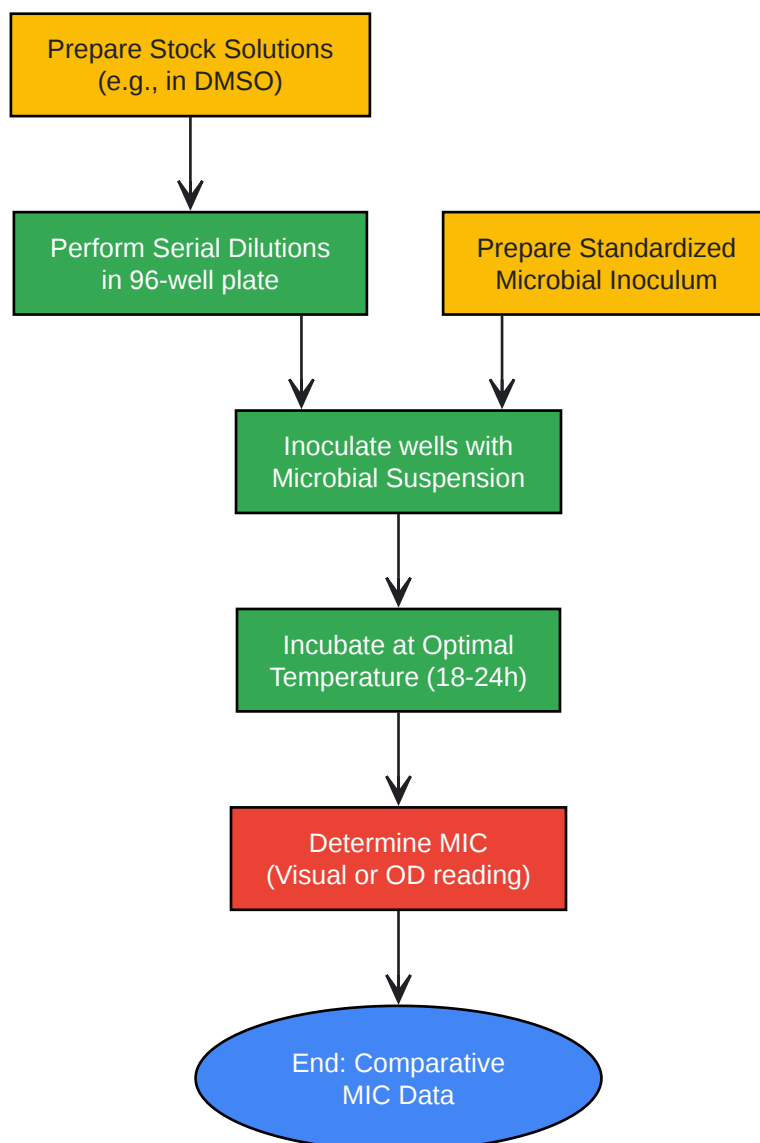 Prepare Stock Solutions
(e.g., in DMSO)
Perform Serial Dilutions
in 96-well plate
Prepare Standardized
Microbial Inoculum
Inoculate wells with
Microbial Suspension
Incubate at Optimal
Temperature (18-24h)
Determine MIC
(Visual or OD reading)
End: Comparative
MIC Data